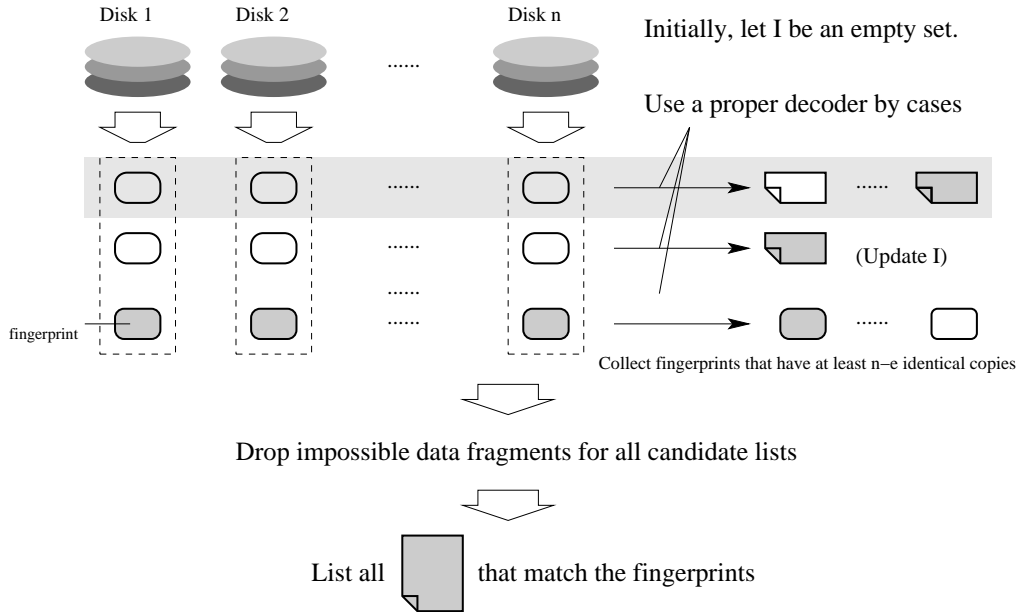 Disk 1
Disk 2
Disk n
Initially, let I be an empty set.
......
Use a proper decoder by cases
......
......
......
(Update I)
......
fingerprint
......
......
Collect fingerprints that have at least n−e identical copies
Drop impossible data fragments for all candidate lists
List all that match the fingerprints